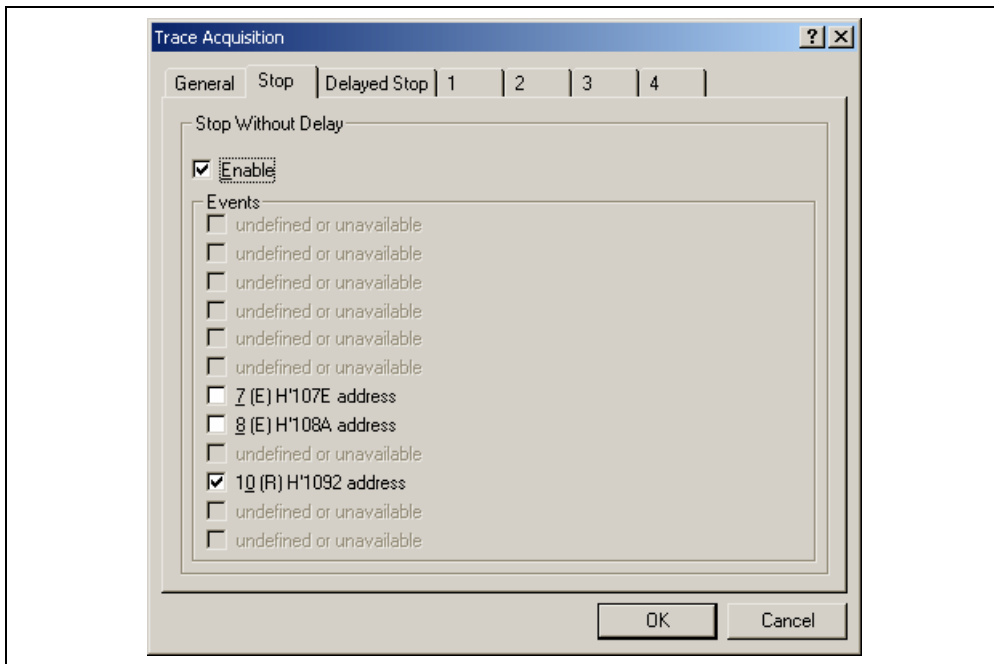 Trace Acquisition
General Stop Delayed Stop 1 2 3 4
Stop Without Delay
Enable
Events
undefined or unavailable
undefined or unavailable
undefined or unavailable
undefined or unavailable
undefined or unavailable
undefined or unavailable
7 (E) H'107E address
8 (E) H'108A address
undefined or unavailable
10 (R) H'1092 address
undefined or unavailable
undefined or unavailable
OK Cancel